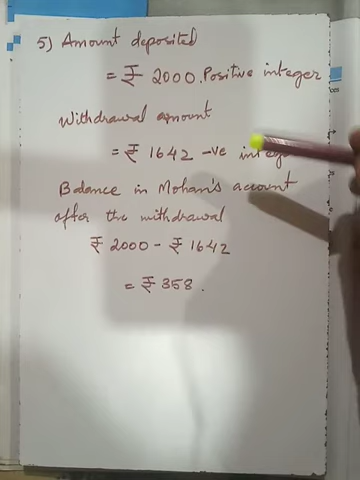 5) Amount deposited
= ₹ 2000. Positive integer
Withdrawal amount
= ₹ 1642 -ve integ
Balance in Mohan's account
after the withdrawal
₹ 2000 - ₹ 1642
= ₹ 358.